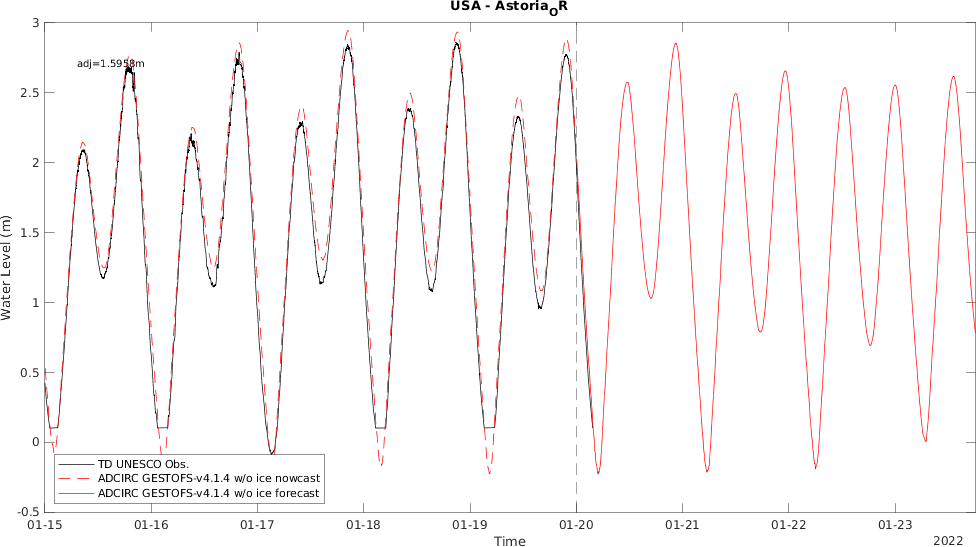 USA - Astoria_OR
adj=1.5958m
3
2.5
2
1.5
1
0.5
0
-0.5
Water Level (m)
TD UNESCO Obs.
ADCIRC GESTOFS-v4.1.4 w/o ice nowcast
ADCIRC GESTOFS-v4.1.4 w/o ice forecast
01-15 01-16 01-17 01-18 01-19 01-20 01-21 01-22 01-23
Time
2022